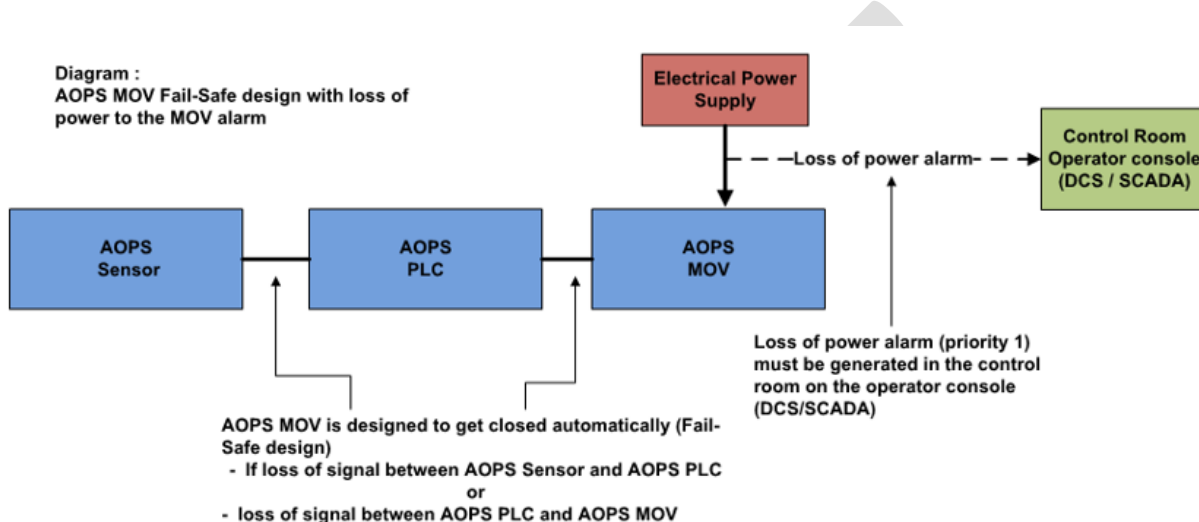 Diagram :
AOPS MOV Fail-Safe design with loss of
power to the MOV alarm
Electrical Power
Supply
Loss of power alarm
Control Room
Operator console
(DCS / SCADA)
AOPS
Sensor
AOPS
PLC
AOPS
MOV
Loss of power alarm (priority 1)
must be generated in the control
room on the operator console
(DCS/SCADA)
AOPS MOV is designed to get closed automatically (Fail-
Safe design)
- If loss of signal between AOPS Sensor and AOPS PLC
or
- loss of signal between AOPS PLC and AOPS MOV